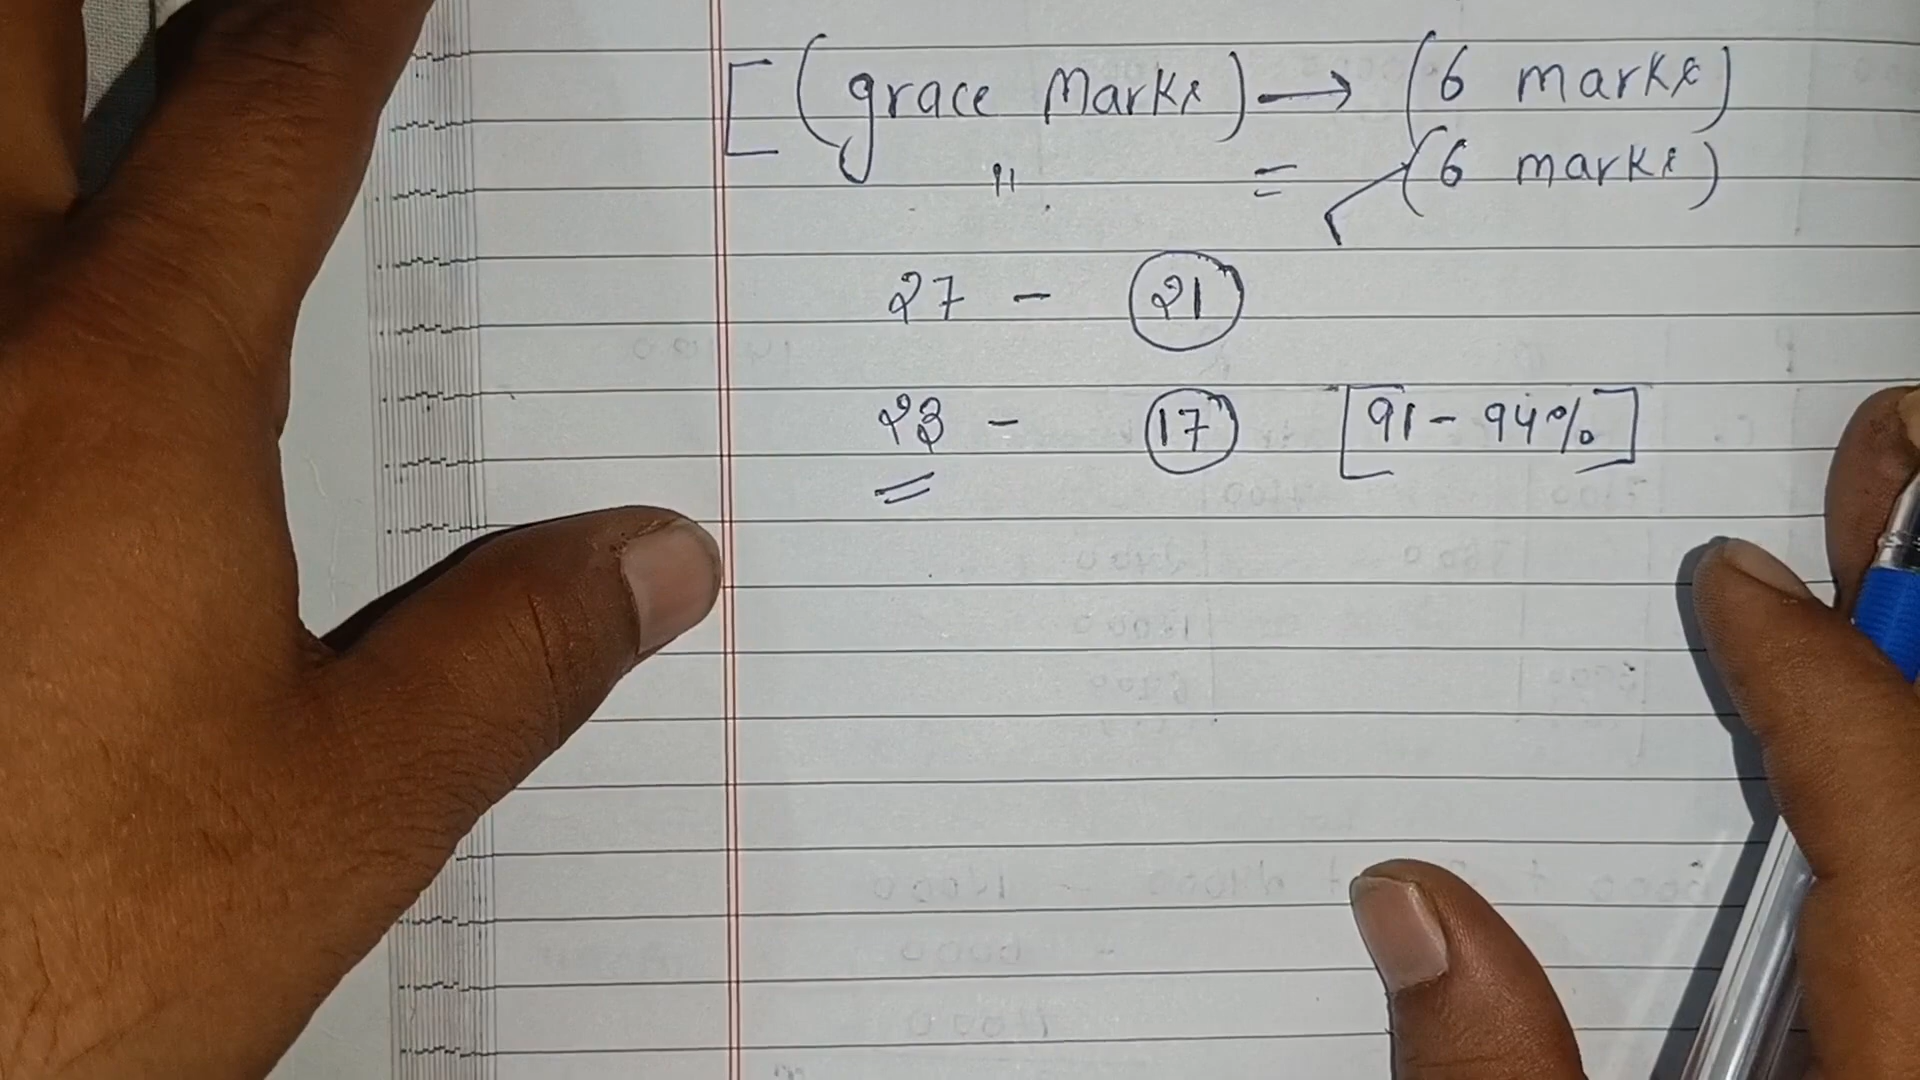 [(grace Marks) → (6 marks)
" = (6 marks)
27 - 21
23 - 17 [91 - 94%]